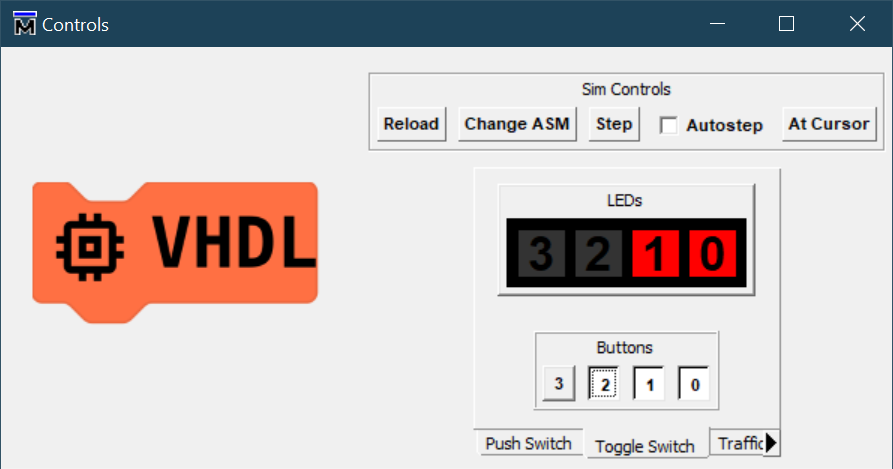 Controls
Sim Controls
Reload Change ASM Step Autostep At Cursor
VHDL
LEDs
3 2 1 0
Buttons
3 2 1 0
Push Switch Toggle Switch Traffic